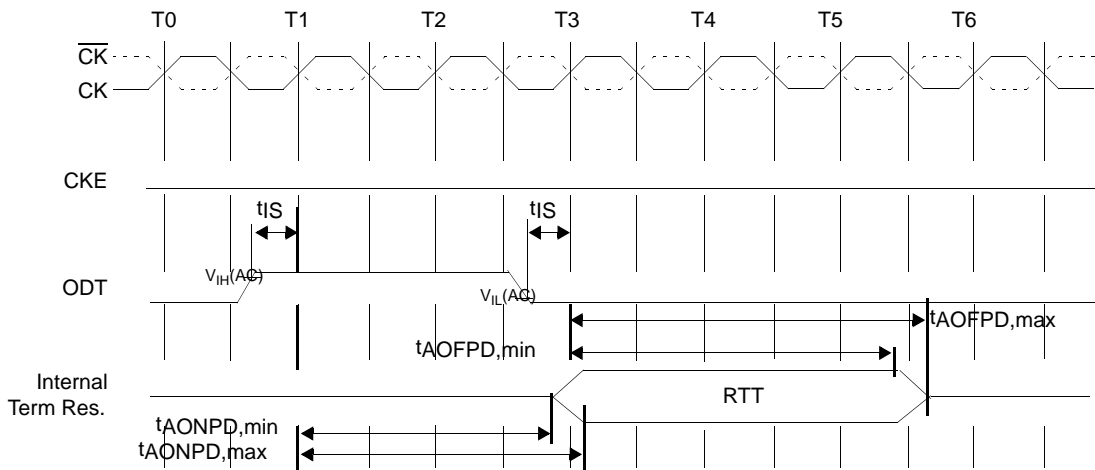 T0 T1 T2 T3 T4 T5 T6
CK
CK
CKE
tIS tIS
VIH(AC)
ODT
VIL(AC)
tAOFPD,max
tAOFPD,min
Internal
Term Res.
RTT
tAONPD,min
tAONPD,max